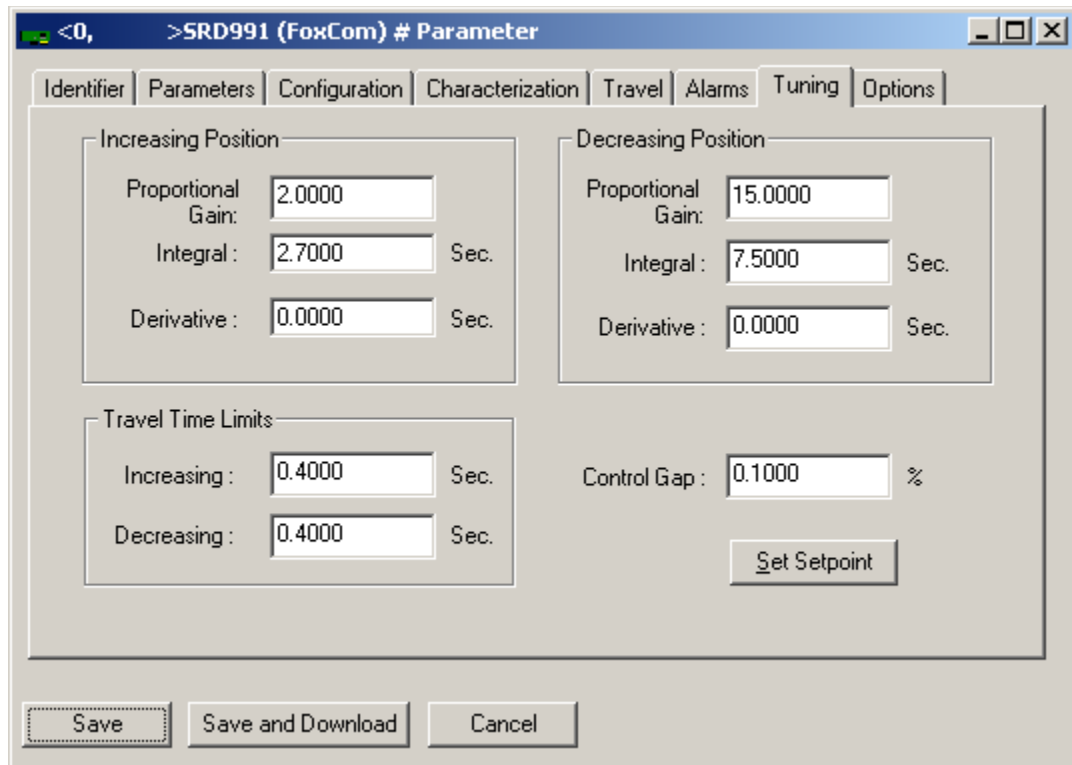 <0,          >SRD991 (FoxCom) # Parameter
Identifier Parameters Configuration Characterization Travel Alarms Tuning Options
Increasing Position
Proportional
Gain: 2.0000
Integral : 2.7000 Sec.
Derivative : 0.0000 Sec.
Decreasing Position
Proportional
Gain: 15.0000
Integral : 7.5000 Sec.
Derivative : 0.0000 Sec.
Travel Time Limits
Increasing : 0.4000 Sec.
Decreasing : 0.4000 Sec.
Control Gap : 0.1000 %
Set Setpoint
Save Save and Download Cancel